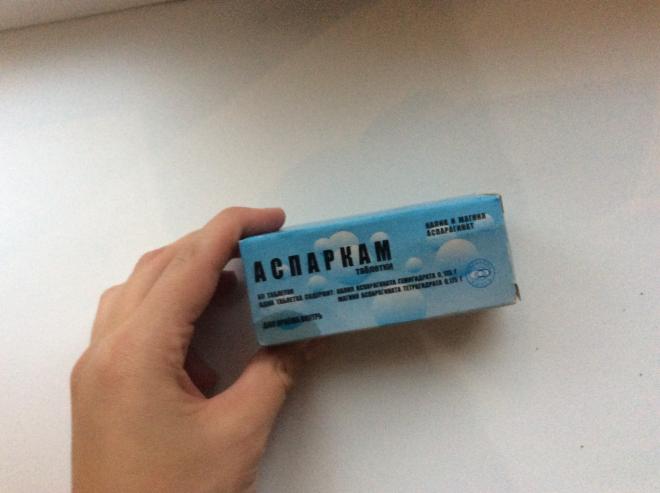 АСПАРКАМ
таблетки
КАЛИЯ И МАГНИЯ
АСПАРАГИНАТ
50 ТАБЛЕТОК
ОДНА ТАБЛЕТКА СОДЕРЖИТ: КАЛИЯ АСПАРАГИНАТА ГЕМИГИДРАТА 0,175 Г
МАГНИЯ АСПАРАГИНАТА ТЕТРАГИДРАТА 0,175 Г
ДЛЯ ПРИЕМА ВНУТРЬ